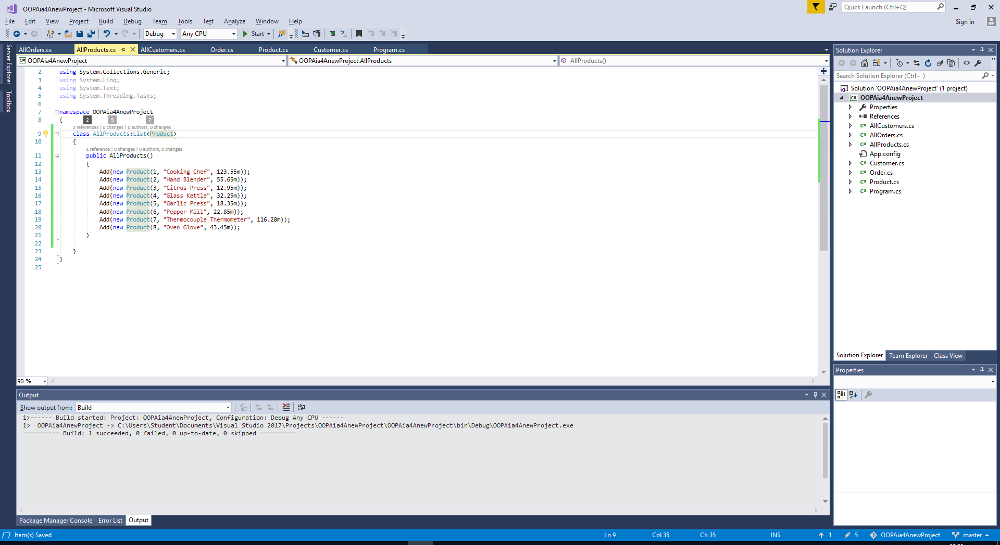 OOPAia4AnewProject - Microsoft Visual Studio
Quick Launch (Ctrl+Q)
File Edit View Project Build Debug Team Tools Test Analyze Window Help
Sign in
Debug Any CPU Start
Server Explorer
Toolbox
AllOrders.cs AllProducts.cs AllCustomers.cs Order.cs Product.cs Customer.cs Program.cs
C# OOPAia4AnewProject OOPAia4AnewProject.AllProducts AllProducts()
2 using System.Collections.Generic;
3 using System.Linq;
4 using System.Text;
5 using System.Threading.Tasks;
6
7 namespace OOPAia4AnewProject
8 {
2 5 7
3 references | 0 changes | 0 authors, 0 changes
9 class AllProducts:List<Product>
10 {
1 reference | 0 changes | 0 authors, 0 changes
11 public AllProducts()
12 {
13 Add(new Product(1, "Cooking Chef", 123.55m));
14 Add(new Product(2, "Hand Blender", 55.65m));
15 Add(new Product(3, "Citrus Press", 12.95m));
16 Add(new Product(4, "Glass Kettle", 32.25m));
17 Add(new Product(5, "Garlic Press", 18.35m));
18 Add(new Product(6, "Pepper Mill", 22.85m));
19 Add(new Product(7, "Thermocouple Thermometer", 116.20m));
20 Add(new Product(8, "Oven Glove", 43.45m));
21 }
22
23 }
24 }
25
90 %
Output
Show output from: Build
1>------ Build started: Project: OOPAia4AnewProject, Configuration: Debug Any CPU ------
1>  OOPAia4AnewProject -> C:\Users\Student\Documents\Visual Studio 2017\Projects\OOPAia4AnewProject\OOPAia4AnewProject\bin\Debug\OOPAia4AnewProject.exe
========== Build: 1 succeeded, 0 failed, 0 up-to-date, 0 skipped ==========
Package Manager Console Error List Output
Solution Explorer
Search Solution Explorer (Ctrl+¨)
Solution 'OOPAia4AnewProject' (1 project)
C# OOPAia4AnewProject
Properties
References
C# AllCustomers.cs
C# AllOrders.cs
C# AllProducts.cs
App.config
C# Customer.cs
C# Order.cs
C# Product.cs
C# Program.cs
Solution Explorer Team Explorer Class View
Properties
Item(s) Saved Ln 9 Col 35 Ch 35 INS 1 5 OOPAia4AnewProject master